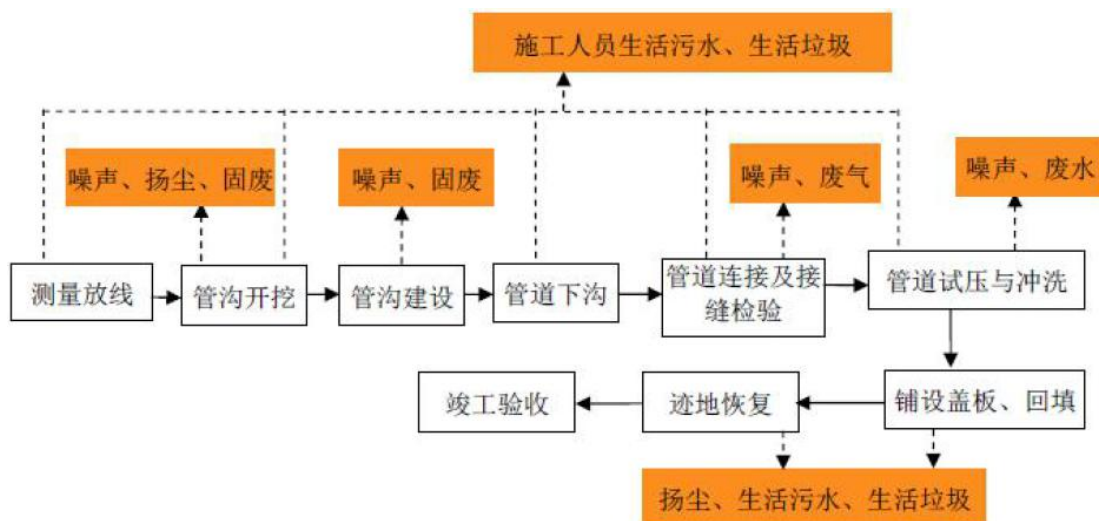 施工人员生活污水、生活垃圾
噪声、扬尘、固废
噪声、固废
噪声、废气
噪声、废水
测量放线
管沟开挖
管沟建设
管道下沟
管道连接及接
缝检验
管道试压与冲洗
竣工验收
迹地恢复
铺设盖板、回填
扬尘、生活污水、生活垃圾